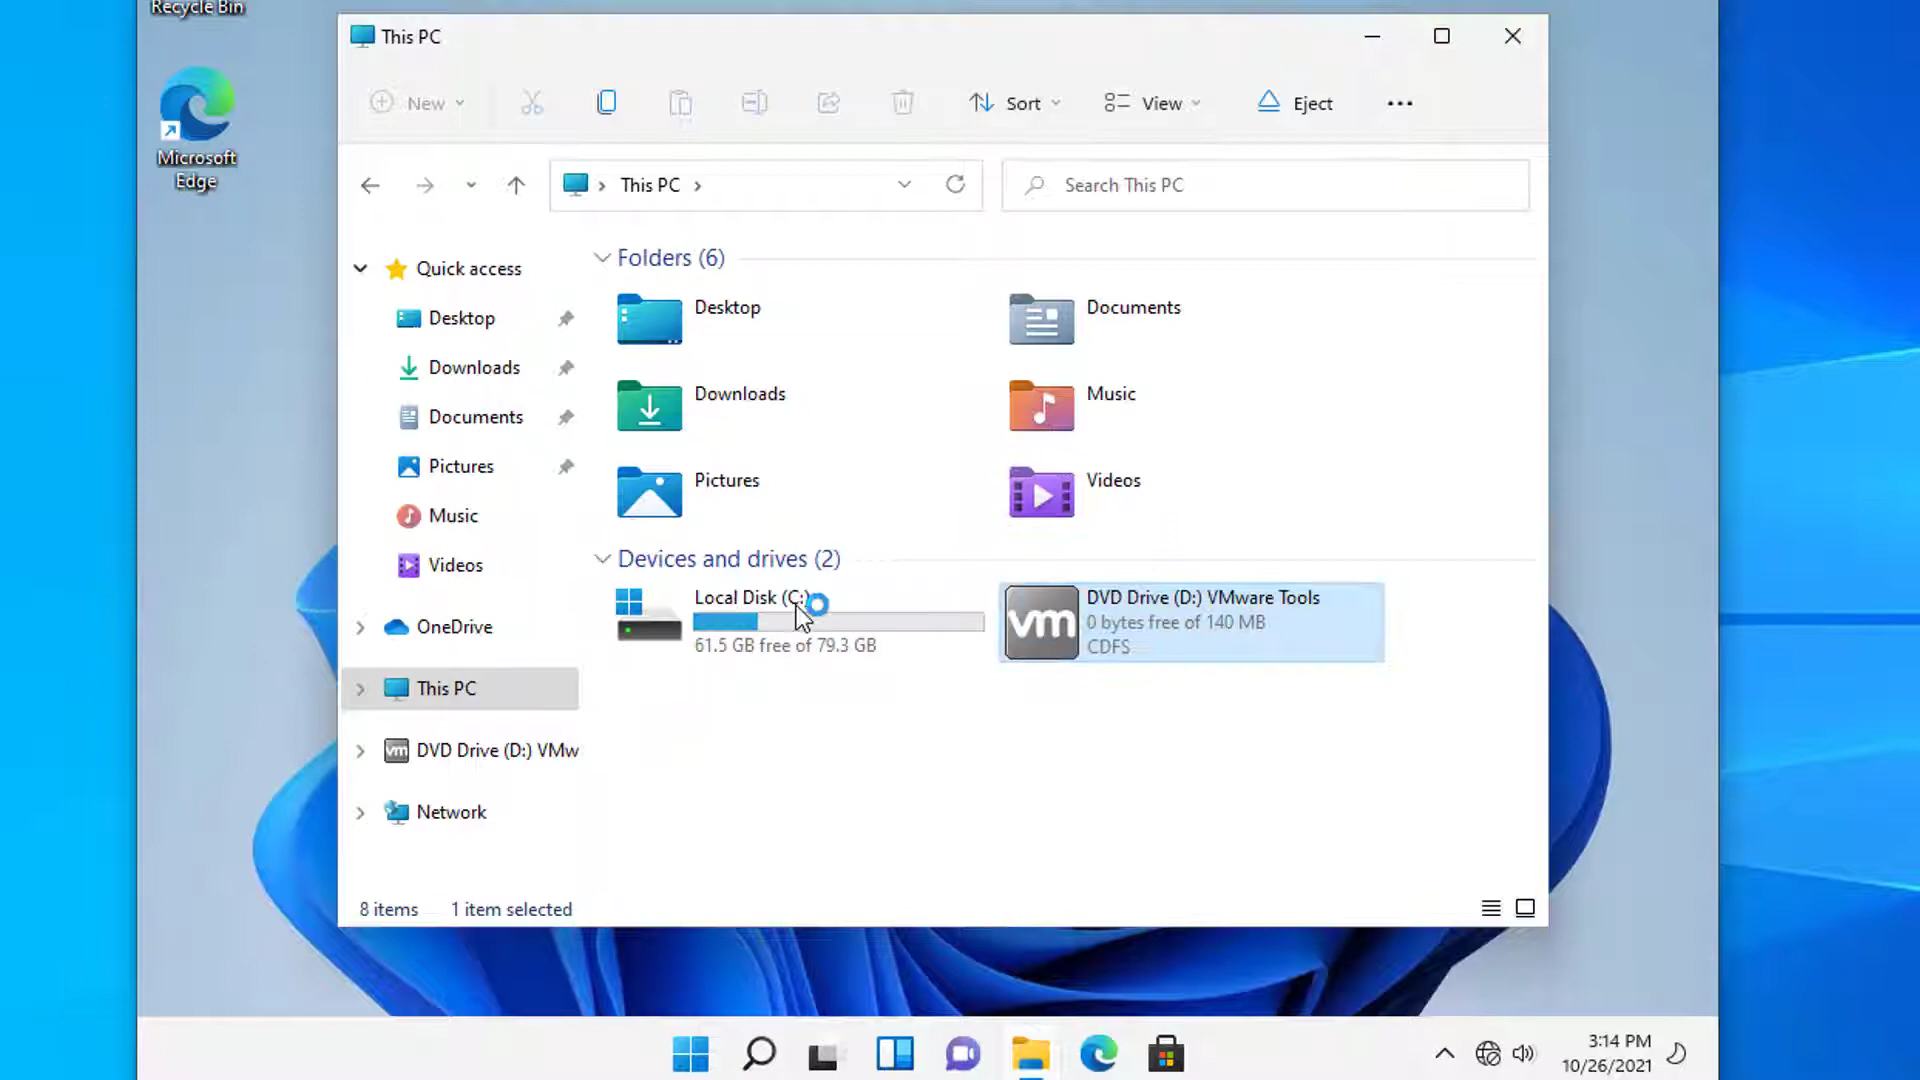 Recycle Bin
Microsoft
Edge
This PC
New
Sort
View
Eject
This PC
Search This PC
Quick access
Desktop
Downloads
Documents
Pictures
Music
Videos
OneDrive
This PC
DVD Drive (D:) VMw
Network
Folders (6)
Desktop
Documents
Downloads
Music
Pictures
Videos
Devices and drives (2)
Local Disk (C:)
61.5 GB free of 79.3 GB
vm
DVD Drive (D:) VMware Tools
0 bytes free of 140 MB
CDFS
8 items
1 item selected
3:14 PM
10/26/2021